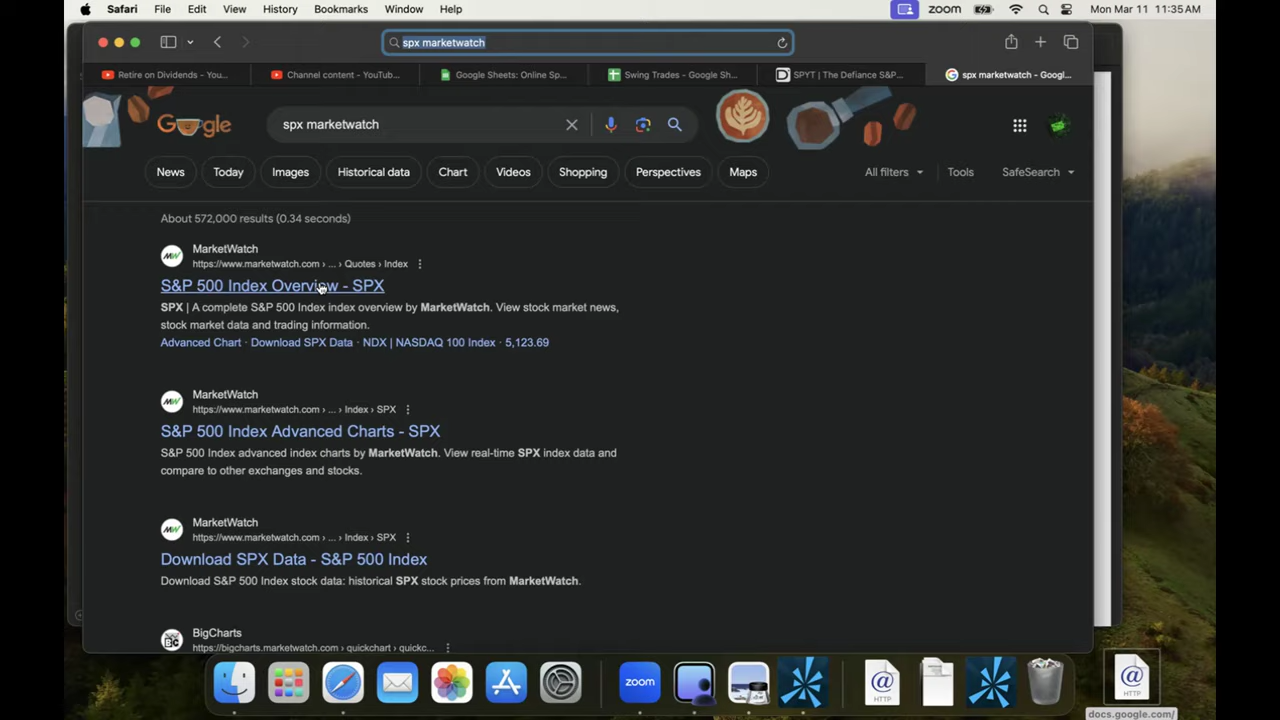 Safari File Edit View History Bookmarks Window Help zoom Mon Mar 11 11:35 AM
spx marketwatch
Retire on Dividends - You... Channel content - YouTub... Google Sheets: Online Sp... Swing Trades - Google Sh... SPYT | The Defiance S&P... spx marketwatch - Googl...
Google spx marketwatch
News Today Images Historical data Chart Videos Shopping Perspectives Maps All filters Tools SafeSearch
About 572,000 results (0.34 seconds)
MarketWatch
https://www.marketwatch.com › ... › Quotes › Index
S&P 500 Index Overview - SPX
SPX | A complete S&P 500 Index index overview by MarketWatch. View stock market news,
stock market data and trading information.
Advanced Chart · Download SPX Data · NDX | NASDAQ 100 Index · 5,123.69
MarketWatch
https://www.marketwatch.com › ... › Index › SPX
S&P 500 Index Advanced Charts - SPX
S&P 500 Index advanced index charts by MarketWatch. View real-time SPX index data and
compare to other exchanges and stocks.
MarketWatch
https://www.marketwatch.com › ... › Index › SPX
Download SPX Data - S&P 500 Index
Download S&P 500 Index stock data: historical SPX stock prices from MarketWatch.
BigCharts
https://bigcharts.marketwatch.com › quickchart › quickc...
zoom
HTTP
HTTP
docs.google.com/